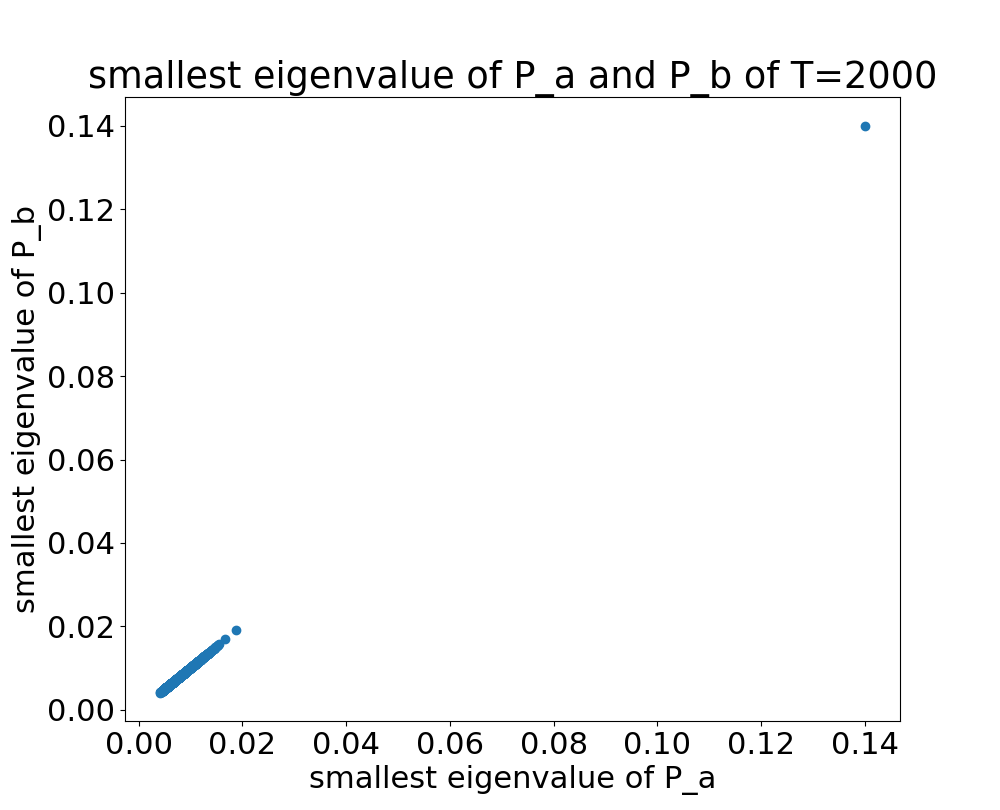 smallest eigenvalue of P_a and P_b of T=2000
smallest eigenvalue of P_b
0.14
0.12
0.10
0.08
0.06
0.04
0.02
0.00
0.00 0.02 0.04 0.06 0.08 0.10 0.12 0.14
smallest eigenvalue of P_a